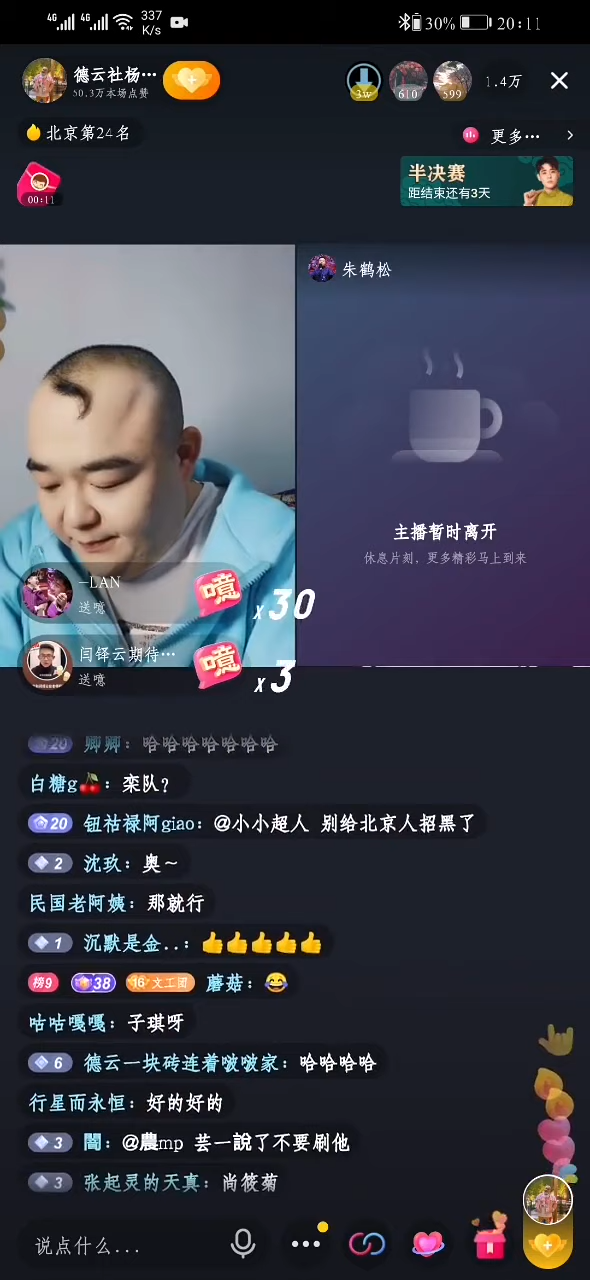 4G 4G 337 K/s 30% 20:11
德云社杨…
50.3万本场点赞
3w 610 599 1.4万
北京第24名
更多…
00:11
半决赛
距结束还有3天
朱鹤松
主播暂时离开
休息片刻，更多精彩马上到来
—LAN
送噫
噫 x30
闫铎云期待…
送噫
噫 x3
20 卿卿：哈哈哈哈哈哈哈
白糖g🍒：栾队？
20 钮祜禄阿giao：@小小超人 别给北京人招黑了
2 沈玖：奥～
民国老阿姨：那就行
1 沉默是金..：👍👍👍👍👍
榜9 38 16 文工团 蘑菇：😂
咕咕嘎嘎：子琪呀
6 德云一块砖连着啵啵家：哈哈哈哈
行星而永恒：好的好的
3 闇：@農mp 芸一說了不要刷他
3 张起灵的天真：尚筱菊
说点什么...